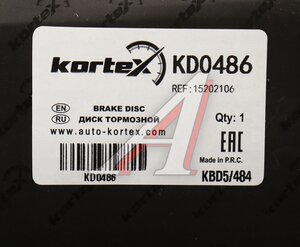 kortex KD0486
REF: 15202106
EN BRAKE DISC
RU ДИСК ТОРМОЗНОЙ
www.auto-kortex.com
Qty: 1
EAC
Made in P.R.C.
KD0486
KBD5/484